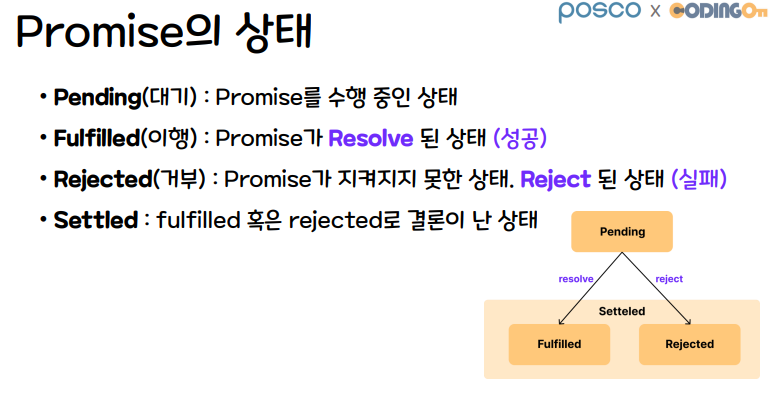 Promise의 상태
posco x CODINGOn
• Pending(대기) : Promise를 수행 중인 상태
• Fulfilled(이행) : Promise가 Resolve 된 상태 (성공)
• Rejected(거부) : Promise가 지켜지지 못한 상태. Reject 된 상태 (실패)
• Settled : fulfilled 혹은 rejected로 결론이 난 상태
Pending
resolve reject
Setteled
Fulfilled Rejected